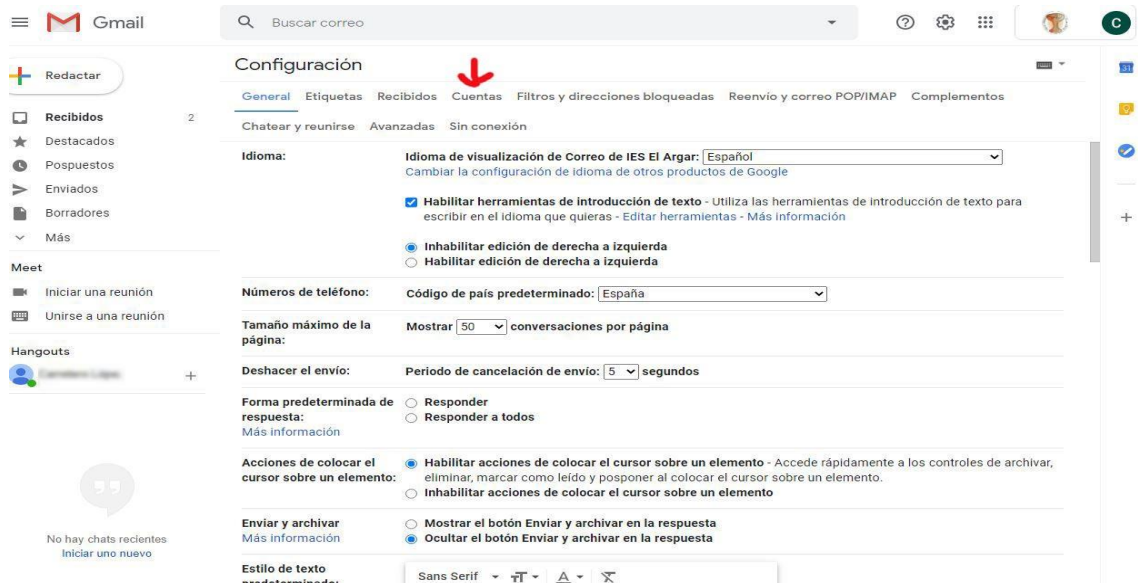 Gmail
Buscar correo
C
Redactar
Recibidos 2
Destacados
Pospuestos
Enviados
Borradores
Más
Meet
Iniciar una reunión
Unirse a una reunión
Hangouts
No hay chats recientes
Iniciar uno nuevo
Configuración
General Etiquetas Recibidos Cuentas Filtros y direcciones bloqueadas Reenvío y correo POP/IMAP Complementos
Chatear y reunirse Avanzadas Sin conexión
Idioma: Idioma de visualización de Correo de IES El Argar: Español
Cambiar la configuración de idioma de otros productos de Google
Habilitar herramientas de introducción de texto - Utiliza las herramientas de introducción de texto para
escribir en el idioma que quieras - Editar herramientas - Más información
Inhabilitar edición de derecha a izquierda
Habilitar edición de derecha a izquierda
Números de teléfono: Código de país predeterminado: España
Tamaño máximo de la
página:
Mostrar 50 conversaciones por página
Deshacer el envío: Periodo de cancelación de envío: 5 segundos
Forma predeterminada de
respuesta:
Más información
Responder
Responder a todos
Acciones de colocar el
cursor sobre un elemento:
Habilitar acciones de colocar el cursor sobre un elemento - Accede rápidamente a los controles de archivar,
eliminar, marcar como leído y posponer al colocar el cursor sobre un elemento.
Inhabilitar acciones de colocar el cursor sobre un elemento
Enviar y archivar
Más información
Mostrar el botón Enviar y archivar en la respuesta
Ocultar el botón Enviar y archivar en la respuesta
Estilo de texto
predeterminado:
Sans Serif
31